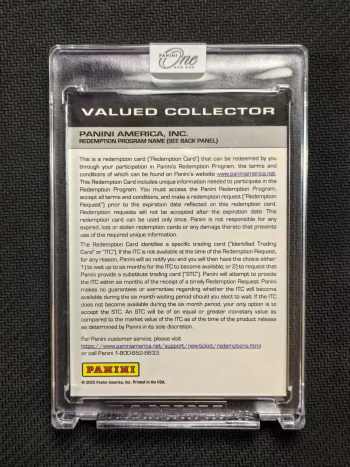 PANINI
One
VALUED COLLECTOR
PANINI AMERICA, INC.
REDEMPTION PROGRAM NAME (SEE BACK PANEL)
This is a redemption card ("Redemption Card") that can be redeemed by you
through your participation in Panini's Redemption Program, the terms and
conditions of which can be found on Panini's website www.paniniamerica.net.
This Redemption Card includes unique information needed to participate in the
Redemption Program. You must access the Panini Redemption Program,
accept all terms and conditions, and make a redemption request ("Redemption
Request") prior to the expiration date reflected on this redemption card.
Redemption requests will not be accepted after the expiration date. This
redemption card can be used only once. Panini is not responsible for any
expired, lost or stolen redemption cards or any damage thereto that prevents
use of the required unique information.
The Redemption Card identifies a specific trading card ("Identified Trading
Card" or "ITC"). If the ITC is not available at the time of the Redemption Request,
for any reason, Panini will so notify you and you will then have the choice either:
1) to wait up to six months for the ITC to become available; or 2) to request that
Panini provide a substitute trading card ("STC"). Panini will attempt to provide
the ITC within six months of the receipt of a timely Redemption Request. Panini
makes no guarantees or warranties regarding whether the ITC will become
available during the six month waiting period should you elect to wait. If the ITC
does not become available during the six month period, your only option is to
accept the STC. An STC will be of an equal or greater monetary value as
compared to the market value of the ITC as of the time of the product release
as determined by Panini in its sole discretion.
For Panini customer service, please visit
https://www.paniniamerica.net/support/newticket/redemptions.html
or call Panini 1-800-852-8833.
PANINI
© 2023 Panini America, Inc. Printed in the USA.